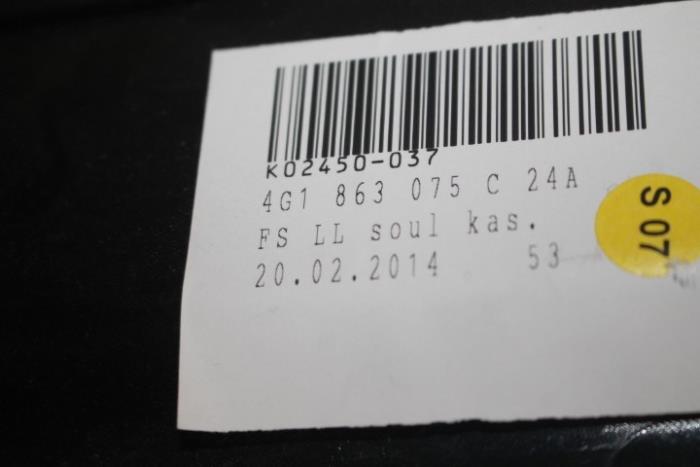 K02450-037
4G1 863 075 C 24A
FS LL soul kas.
20.02.2014 53
S 07